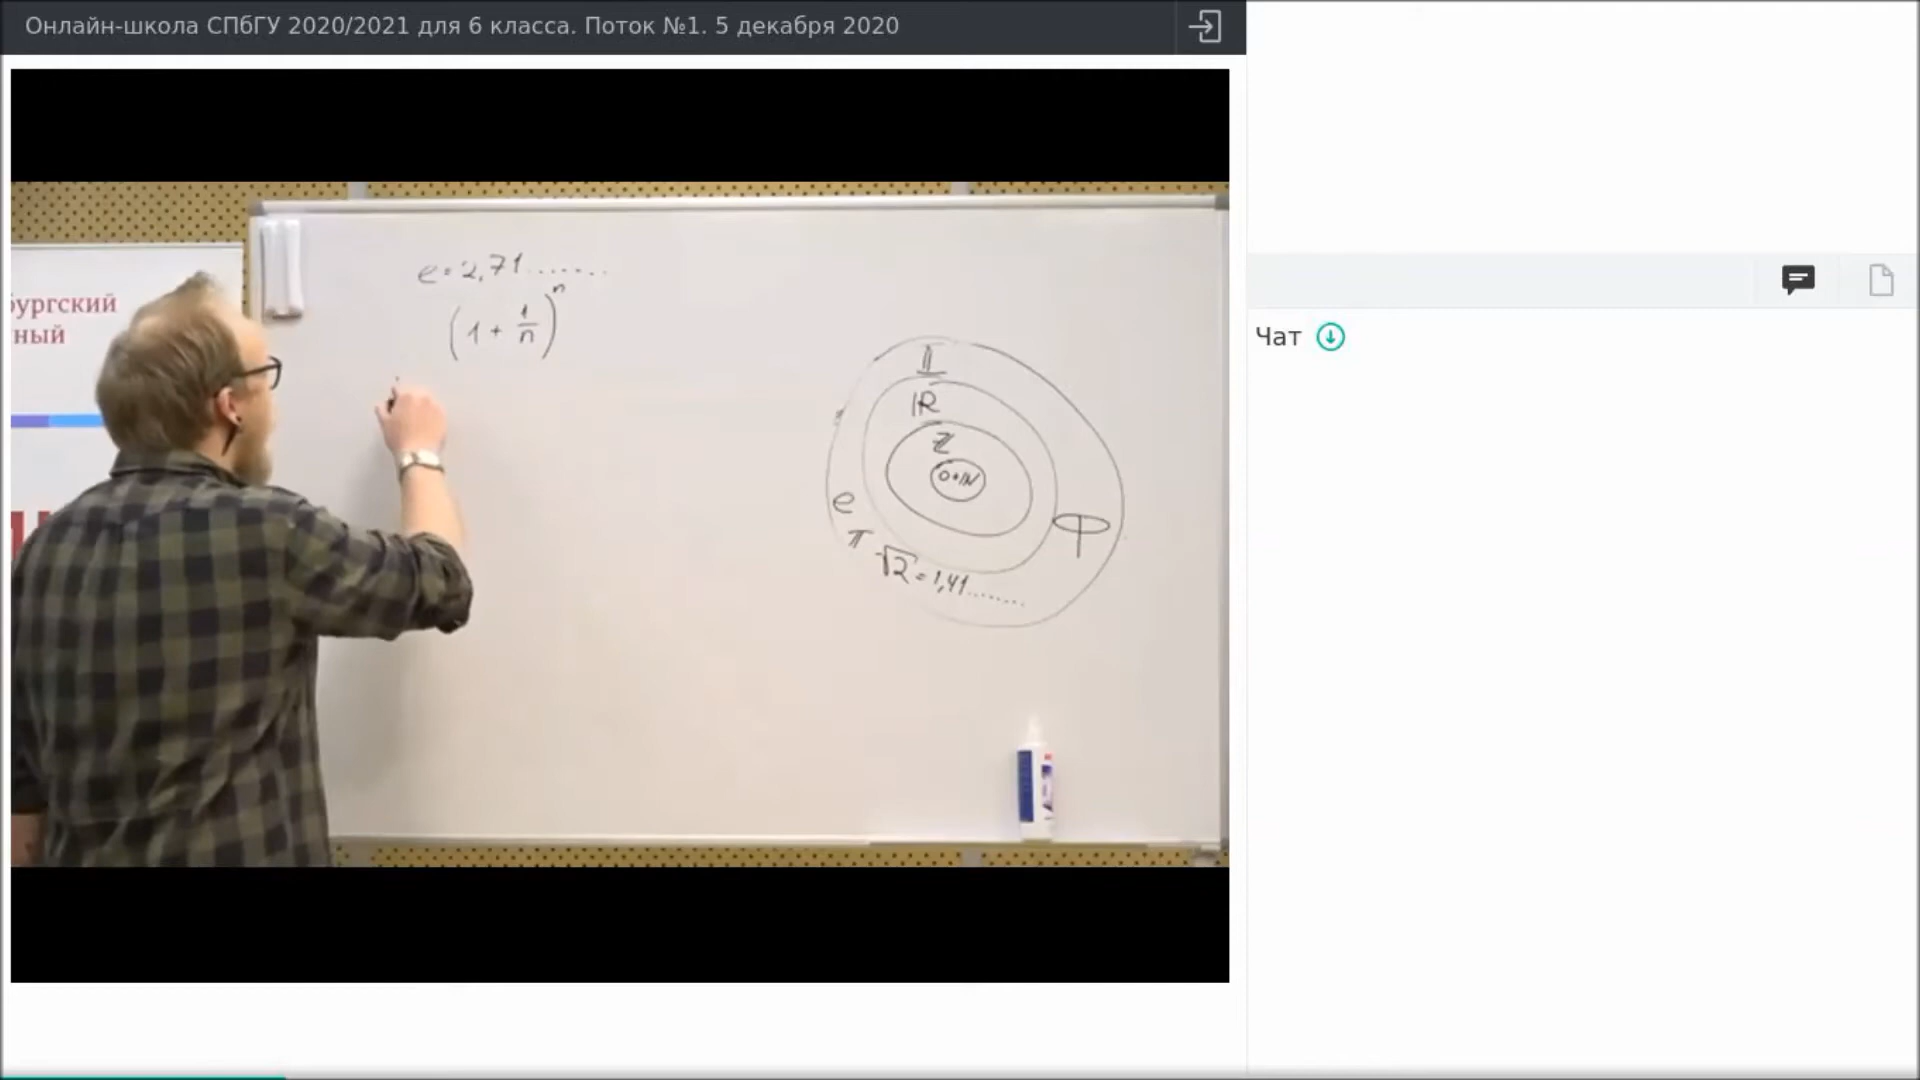 Онлайн-школа СПбГУ 2020/2021 для 6 класса. Поток №1. 5 декабря 2020
Чат
бургский
ный
e = 2,71.......
(1 + 1/n)^n
𝕀
ℝ
ℤ
0+ℕ
e
π
√2 = 1,41........
φ